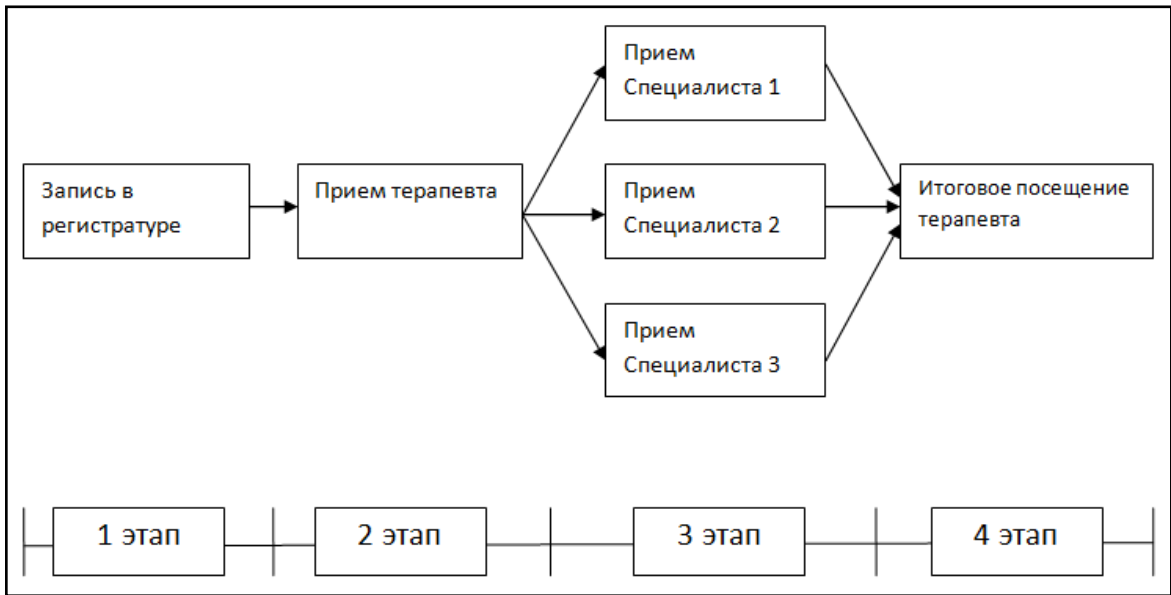 Прием
Специалиста 1
Запись в
регистратуре
Прием терапевта
Прием
Специалиста 2
Итоговое посещение
терапевта
Прием
Специалиста 3
1 этап
2 этап
3 этап
4 этап